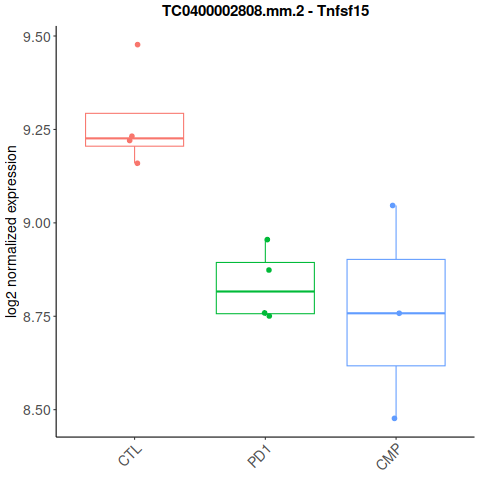 TC0400002808.mm.2 - Tnfsf15
log2 normalized expression
9.50
9.25
9.00
8.75
8.50
CTL
PD1
CMP